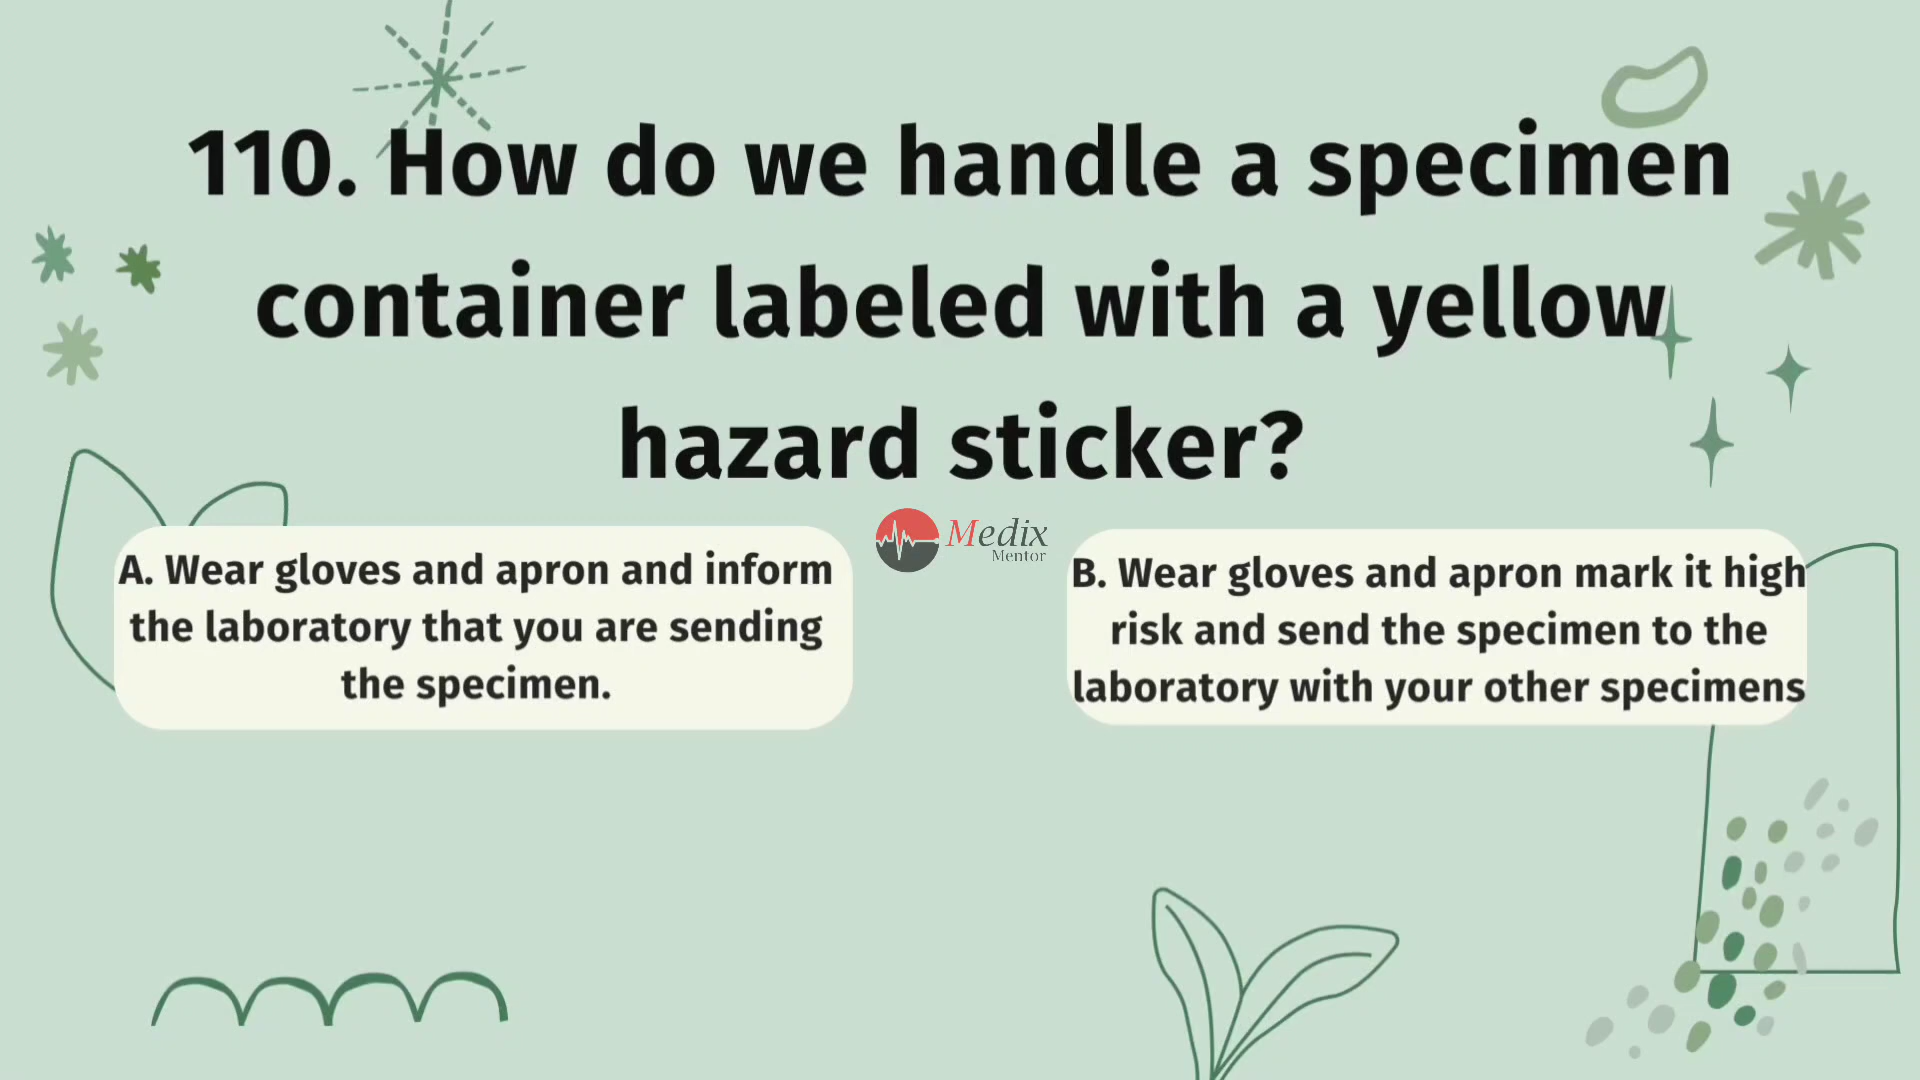 110. How do we handle a specimen
container labeled with a yellow
hazard sticker?
Medix
Mentor
A. Wear gloves and apron and inform
the laboratory that you are sending
the specimen.
B. Wear gloves and apron mark it high
risk and send the specimen to the
laboratory with your other specimens